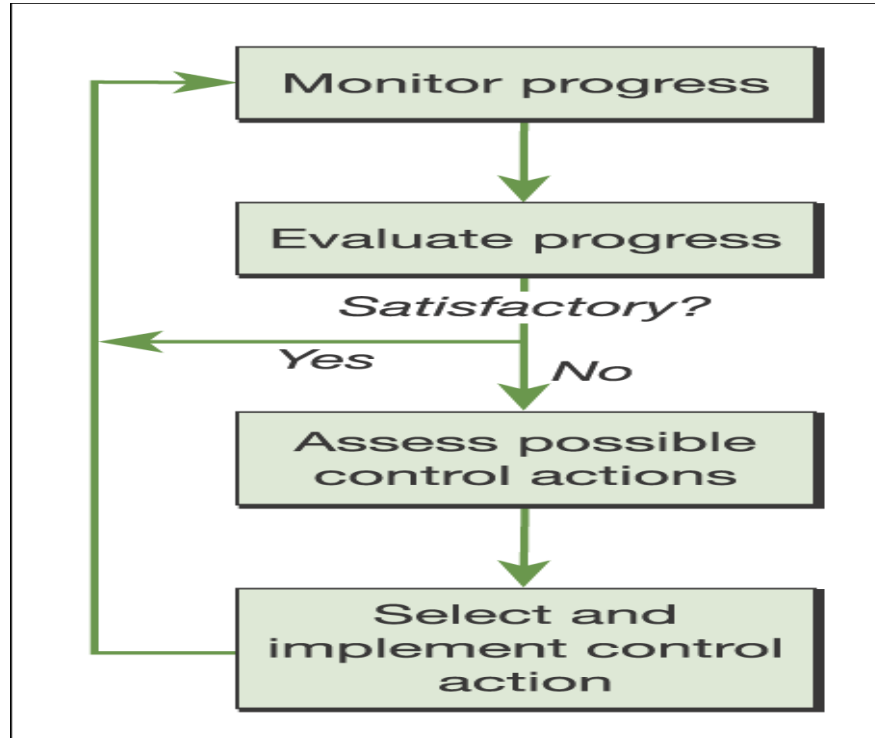 Monitor progress
Evaluate progress
Satisfactory?
Yes
No
Assess possible
control actions
Select and
implement control
action